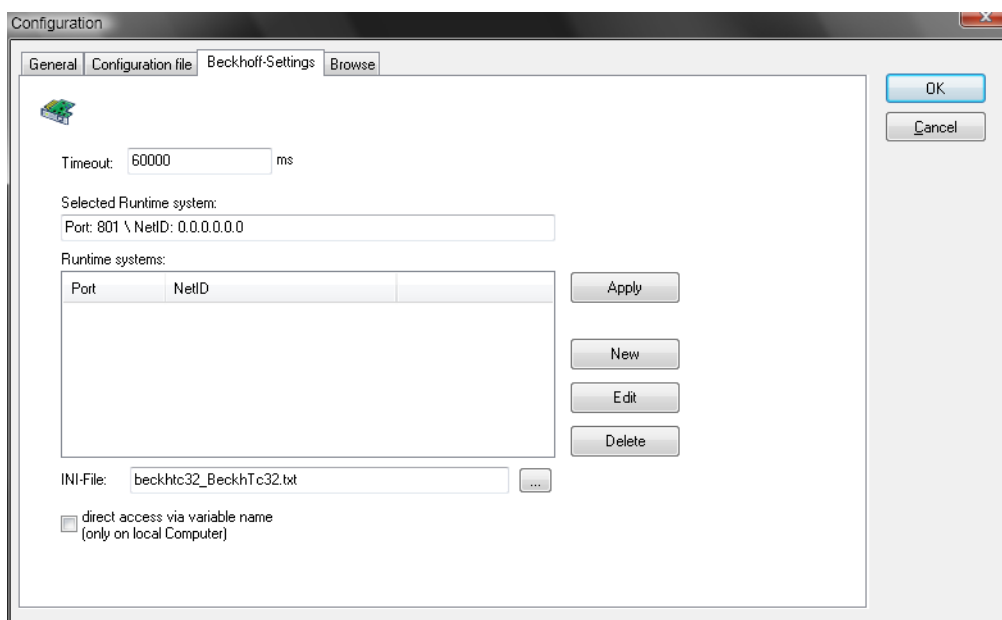 Configuration
General
Configuration file
Beckhoff-Settings
Browse
OK
Cancel
Timeout:
60000
ms
Selected Runtime system:
Port: 801 \ NetID: 0.0.0.0.0.0
Runtime systems:
Port
NetID
Apply
New
Edit
Delete
INI-File:
beckhtc32_BeckhTc32.txt
...
direct access via variable name
(only on local Computer)